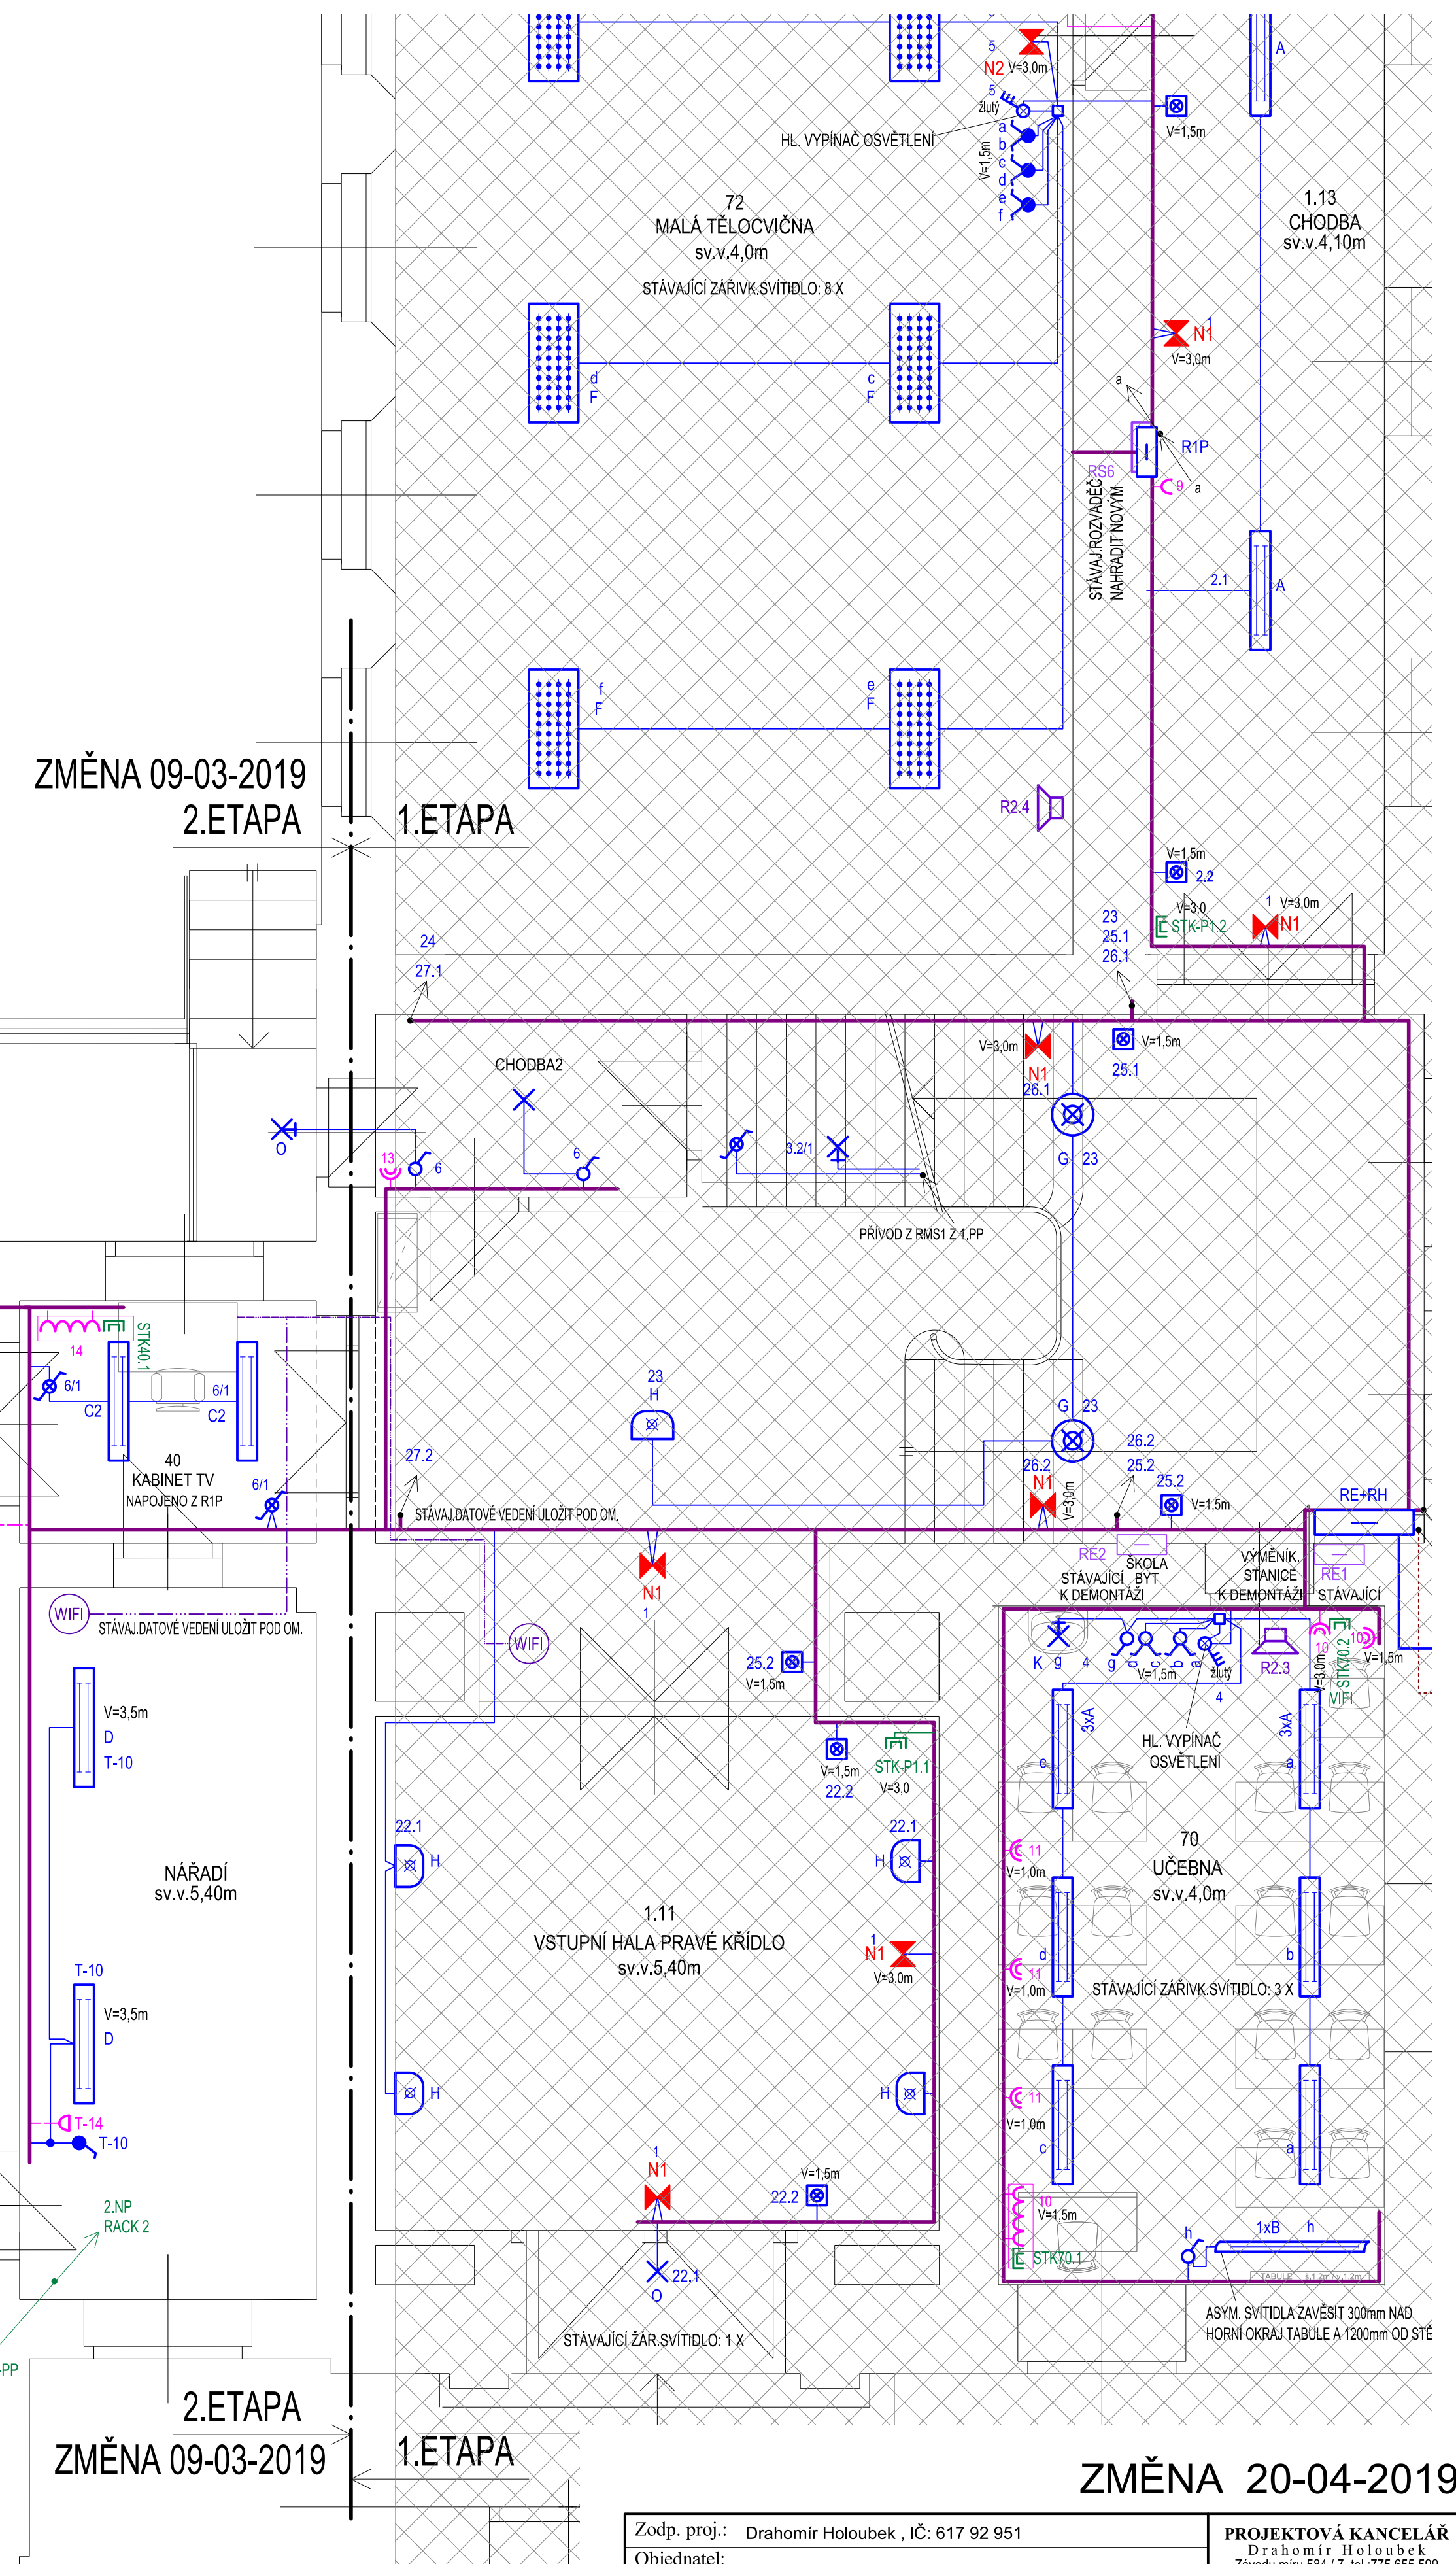 5
N2 V=3,0m
5
žlutý
a
b
c
d
e
f
V=1,5m
HL. VYPÍNAČ OSVĚTLENÍ
V=1,5m
A
72
MALÁ TĚLOCVIČNA
sv.v.4,0m
STÁVAJÍCÍ ZÁŘIVK.SVÍTIDLO: 8 X
1.13
CHODBA
sv.v.4,10m
1
N1
V=3,0m
d
F
c
F
a
R1P
RS6
9
a
STÁVAJ.ROZVADĚČ
NAHRADIT NOVÝM
2.1
A
f
F
e
F
ZMĚNA 09-03-2019
2.ETAPA
1.ETAPA
R2.4
V=1,5m
2.2
V=3,0
STK-P1.2
1
V=3,0m
N1
24
27.1
23
25.1
26.1
CHODBA2
V=3,0m
N1
26.1
V=1,5m
25.1
O
13
6
6
3.2/1
G 23
PŘÍVOD Z RMS1 Z 1.PP
14
STK40.1
6/1
C2
6/1
C2
40
KABINET TV
NAPOJENO Z R1P
6/1
23
H
G 23
27.2
26.2
25.2
26.2
N1
V=3,0m
25.2
V=1,5m
RE+RH
STÁVAJ.DATOVÉ VEDENÍ ULOŽIT POD OM.
RE2
ŠKOLA
STÁVAJÍCÍ BYT
K DEMONTÁŽI
VÝMĚNÍK.
STANICE
K DEMONTÁŽI
RE1
STÁVAJÍCÍ
N1
1
WIFI
STÁVAJ.DATOVÉ VEDENÍ ULOŽIT POD OM.
WIFI
25.2
V=1,5m
K g 4
g
d
c
b
a
V=1,5m
žlutý
4
R2.3
10
V=3,0m
STK70.2
VIFI
10
V=1,5m
V=3,5m
D
T-10
3xA
c
3xA
a
HL. VYPÍNAČ
OSVĚTLENÍ
V=1,5m
22.2
STK-P1.1
V=3,0
22.1
H
22.1
H
NÁŘADÍ
sv.v.5,40m
11
V=1,0m
70
UČEBNA
sv.v.4,0m
1.11
VSTUPNÍ HALA PRAVÉ KŘÍDLO
sv.v.5,40m
1
N1
V=3,0m
d
b
11
V=1,0m
STÁVAJÍCÍ ZÁŘIVK.SVÍTIDLO: 3 X
T-10
V=3,5m
D
H
H
11
V=1,0m
c
a
T-14
T-10
1
N1
V=1,5m
22.2
10
V=1,5m
STK70.1
h
1xB h
TABULE š.1,2m / v.1,2m
2.NP
RACK 2
22.1
O
STÁVAJÍCÍ ŽÁR.SVÍTIDLO: 1 X
ASYM. SVÍTIDLA ZAVĚSIT 300mm NAD
HORNÍ OKRAJ TABULE A 1200mm OD STĚ
PP
2.ETAPA
ZMĚNA 09-03-2019
1.ETAPA
ZMĚNA 20-04-2019
Zodp. proj.: Drahomír Holoubek , IČ: 617 92 951
Objednatel:
PROJEKTOVÁ KANCELÁŘ
Drahomír Holoubek